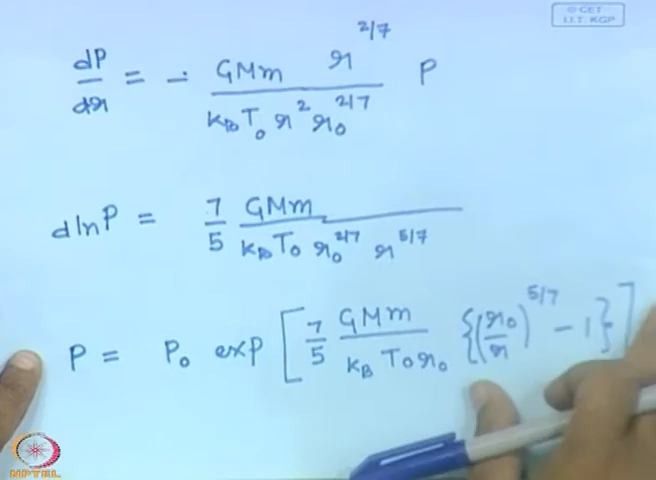 © CET
I.I.T. KGP
dP/dr = - GMm r^2/7 / k_B T_0 r^2 r_0^2/7 P
d ln P = 7/5 GMm / k_B T_0 r_0^2/7 r^5/7
P = P_0 exp [ 7/5 GMm / k_B T_0 r_0 { (r_0/r)^5/7 - 1 } ]
NPTEL